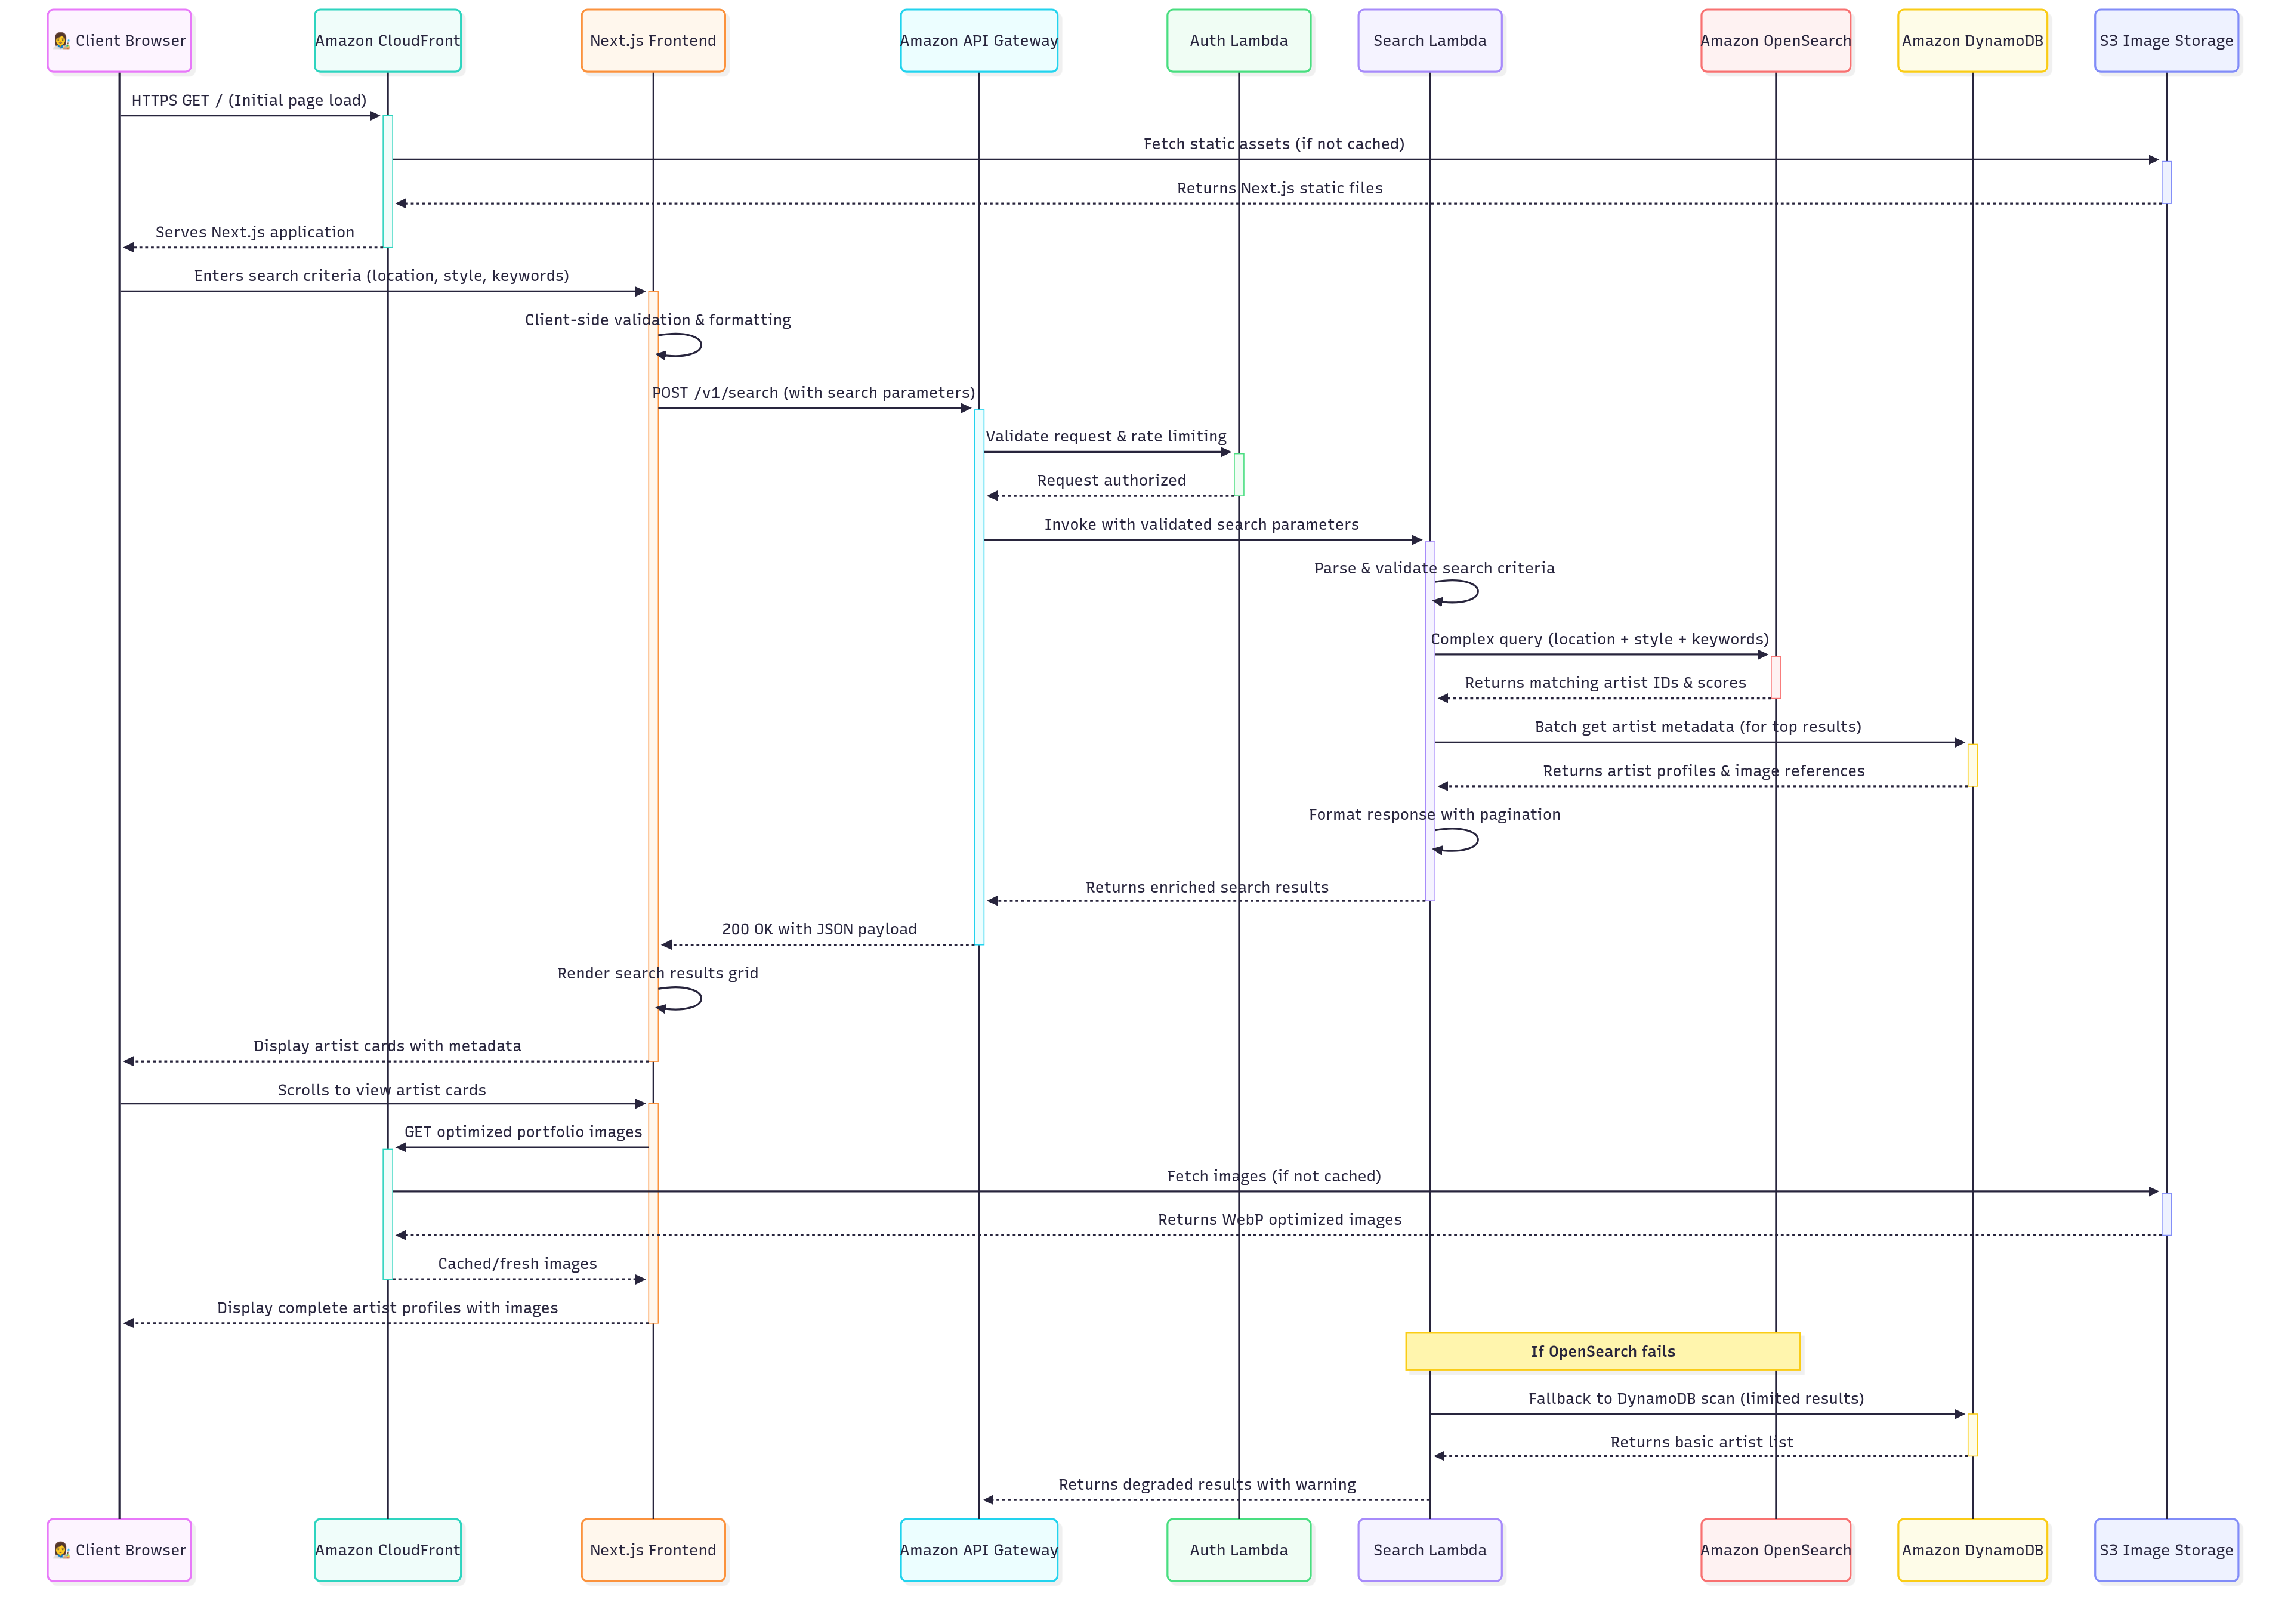 👩‍🎨 Client Browser
Amazon CloudFront
Next.js Frontend
Amazon API Gateway
Auth Lambda
Search Lambda
Amazon OpenSearch
Amazon DynamoDB
S3 Image Storage
HTTPS GET / (Initial page load)
Fetch static assets (if not cached)
Returns Next.js static files
Serves Next.js application
Enters search criteria (location, style, keywords)
Client-side validation & formatting
POST /v1/search (with search parameters)
Validate request & rate limiting
Request authorized
Invoke with validated search parameters
Parse & validate search criteria
Complex query (location + style + keywords)
Returns matching artist IDs & scores
Batch get artist metadata (for top results)
Returns artist profiles & image references
Format response with pagination
Returns enriched search results
200 OK with JSON payload
Render search results grid
Display artist cards with metadata
Scrolls to view artist cards
GET optimized portfolio images
Fetch images (if not cached)
Returns WebP optimized images
Cached/fresh images
Display complete artist profiles with images
If OpenSearch fails
Fallback to DynamoDB scan (limited results)
Returns basic artist list
Returns degraded results with warning
👩‍🎨 Client Browser
Amazon CloudFront
Next.js Frontend
Amazon API Gateway
Auth Lambda
Search Lambda
Amazon OpenSearch
Amazon DynamoDB
S3 Image Storage